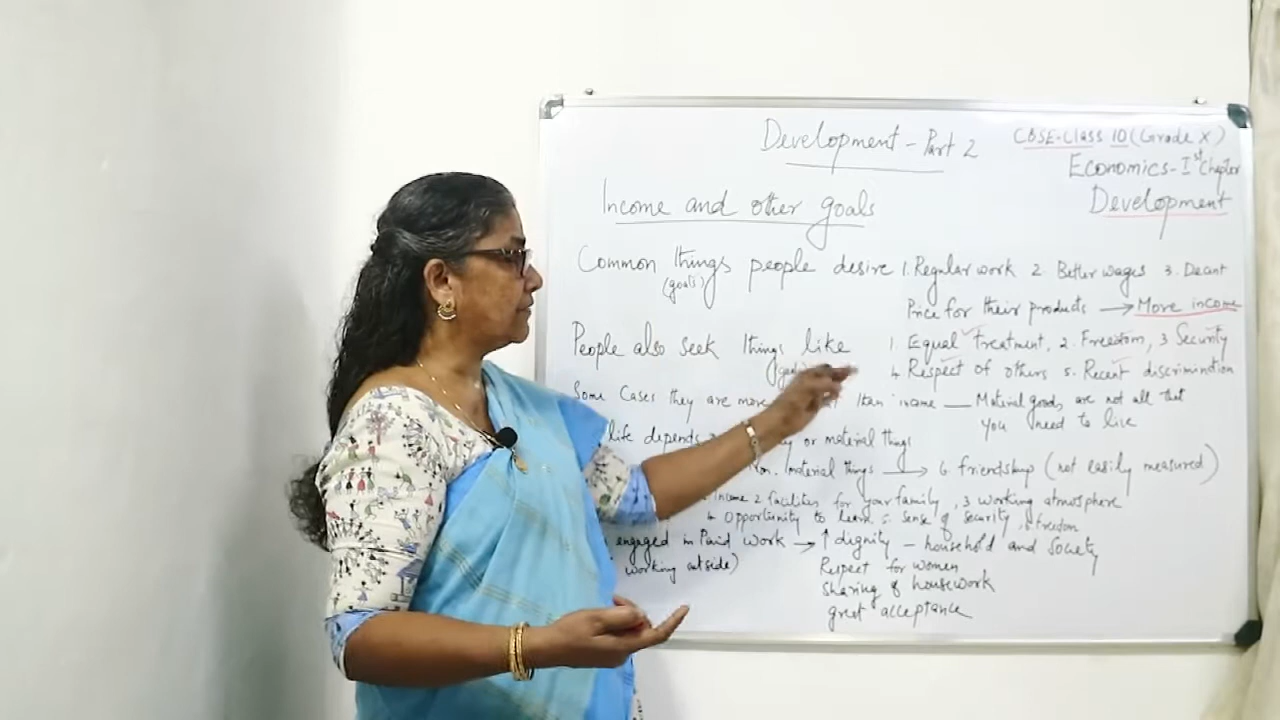 Development - Part 2
CBSE-Class 10 (Grade X)
Economics - Ist Chapter
Development
Income and other goals
Common things people desire 1. Regular work 2. Better wages 3. Decant
(goals)
Price for their products → More income
People also seek things like 1. Equal treatment, 2. Freedom, 3 Security
4. Respect of others 5. Recent discrimination
Some Cases they are more than income — Material goods are not all that
you need to live
life depends or material things
Non. material things → 6. friendship (not easily measured)
Income 2 facilities for your family, 3 working atmosphere
4 Opportunity to learn 5. sense of security, 6 freedom
engaged in Paid work → ↑ dignity - household and Society
working outside)
Respect for women
sharing of housework
great acceptance